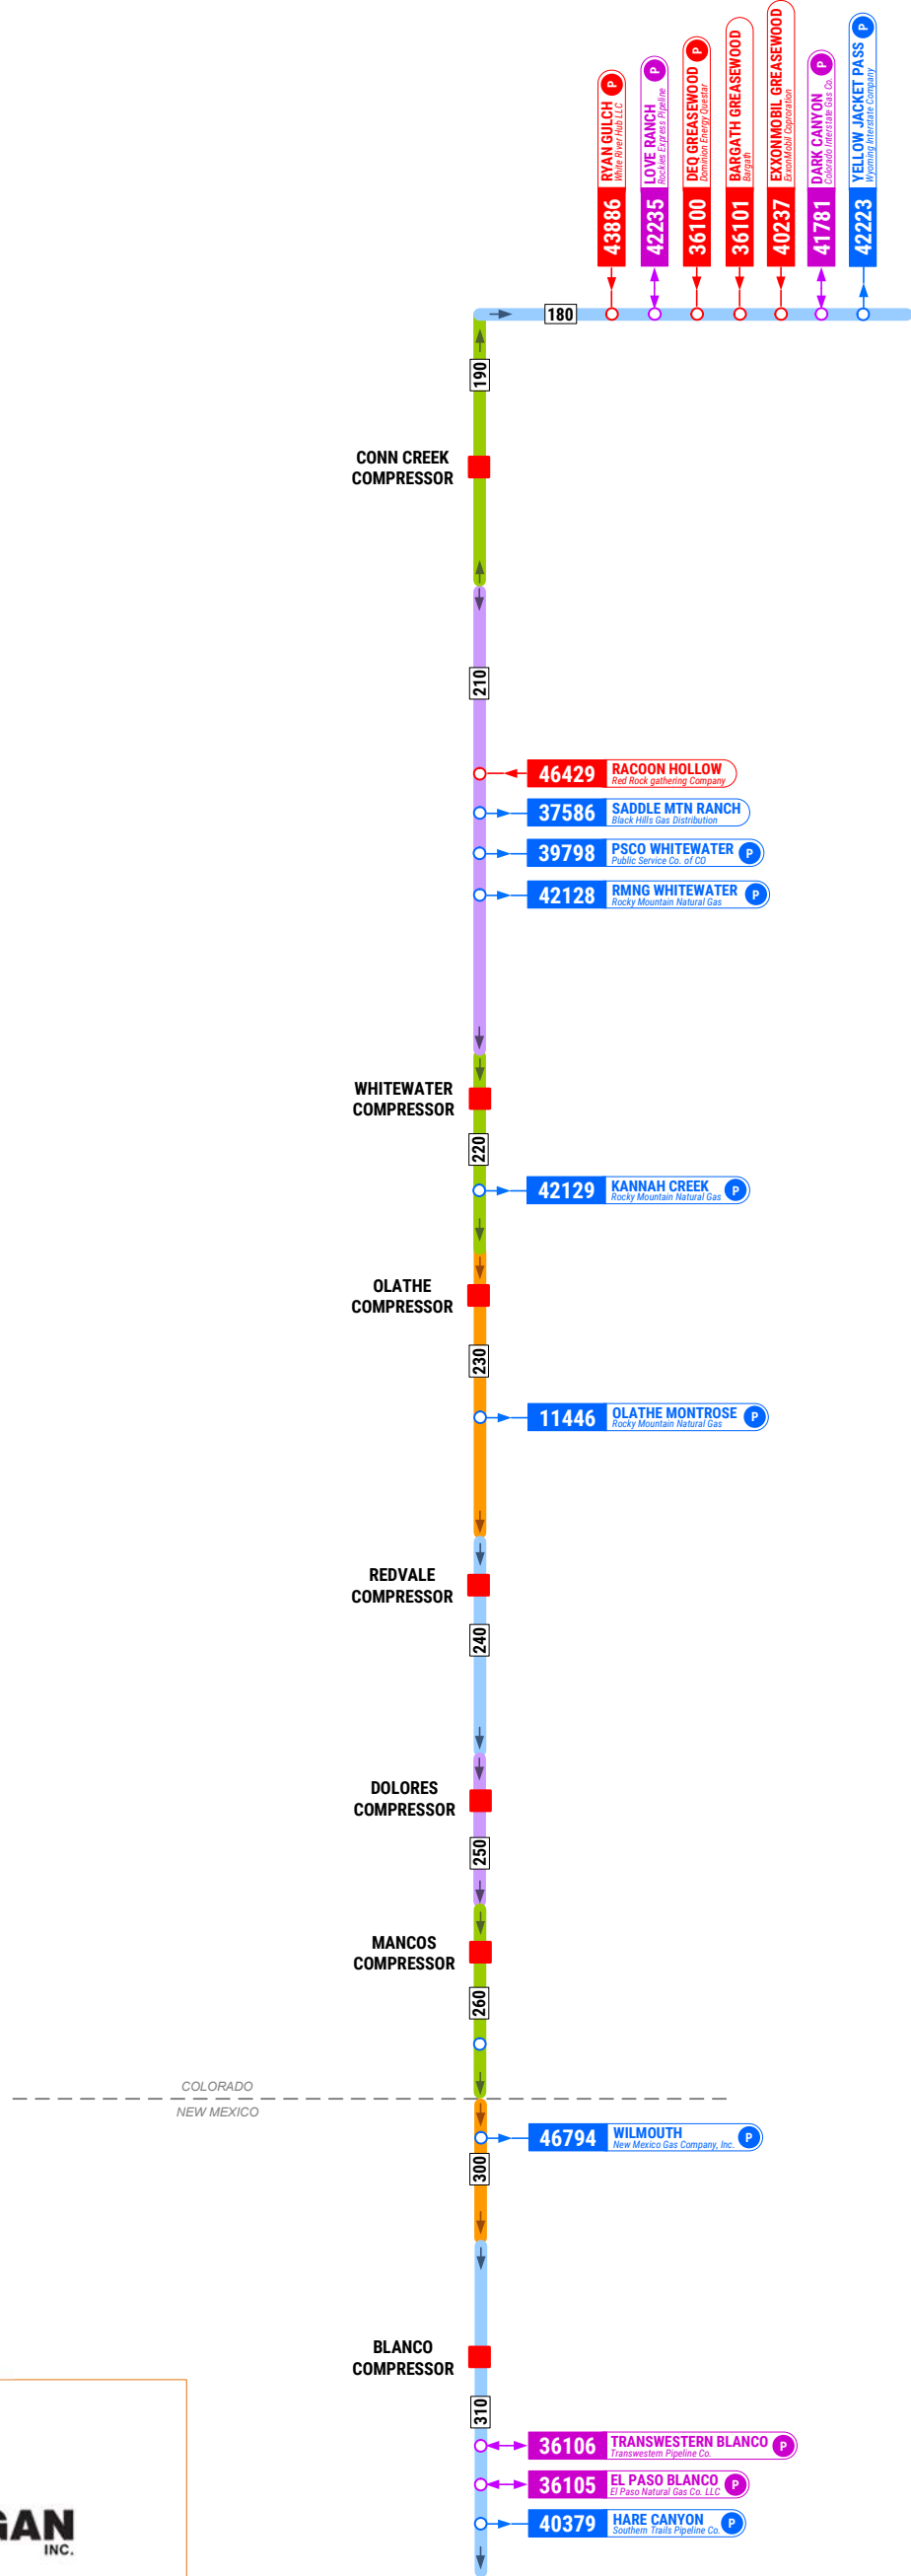 43886 RYAN GULCH P
White River Hub LLC
42235 LOVE RANCH P
Rockies Express Pipeline
36100 DEQ GREASEWOOD P
Dominion Energy Questar
36101 BARGATH GREASEWOOD
Bargath
40237 EXXONMOBIL GREASEWOOD
ExxonMobil Coproration
41781 DARK CANYON P
Colorado Interstate Gas Co.
42223 YELLOW JACKET PASS P
Wyoming Interstate Company
180
190
CONN CREEK
COMPRESSOR
210
46429 RACOON HOLLOW
Red Rock gathering Company
37586 SADDLE MTN RANCH
Black Hills Gas Distribution
39798 PSCO WHITEWATER P
Public Service Co. of CO
42128 RMNG WHITEWATER P
Rocky Mountain Natural Gas
WHITEWATER
COMPRESSOR
220
42129 KANNAH CREEK P
Rocky Mountain Natural Gas
OLATHE
COMPRESSOR
230
11446 OLATHE MONTROSE P
Rocky Mountain Natural Gas
REDVALE
COMPRESSOR
240
DOLORES
COMPRESSOR
250
MANCOS
COMPRESSOR
260
COLORADO
NEW MEXICO
46794 WILMOUTH P
New Mexico Gas Company, Inc.
300
BLANCO
COMPRESSOR
310
36106 TRANSWESTERN BLANCO P
Transwestern Pipeline Co.
36105 EL PASO BLANCO P
El Paso Natural Gas Co. LLC
40379 HARE CANYON P
Southern Trails Pipeline Co.
GAN
INC.